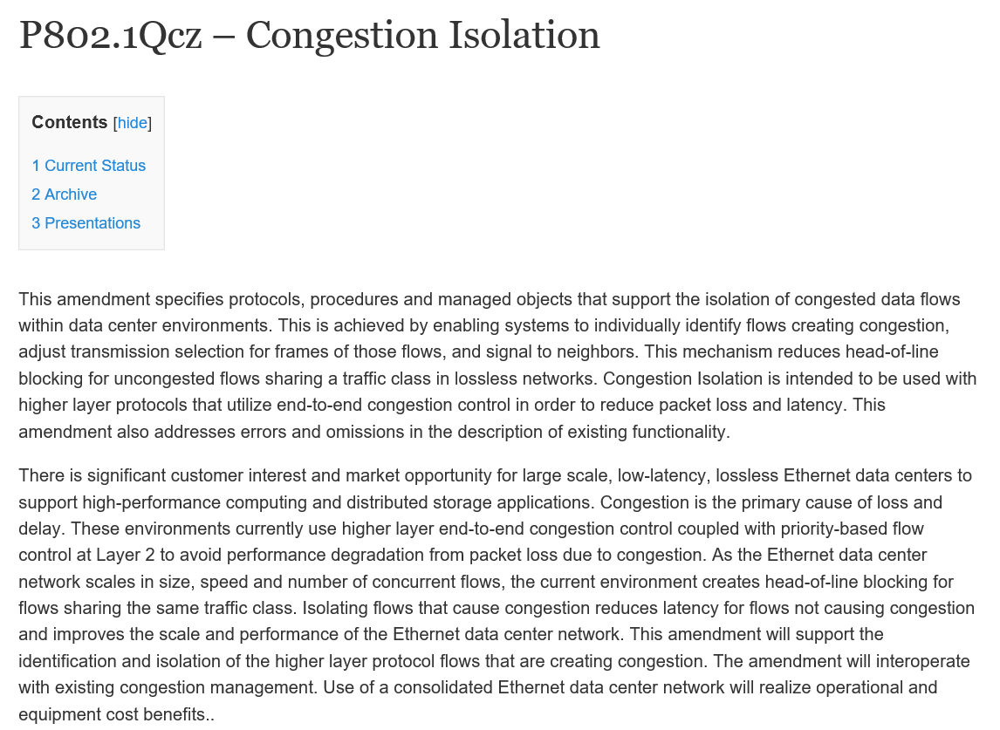 P802.1Qcz – Congestion Isolation
Contents [hide]
1 Current Status
2 Archive
3 Presentations
This amendment specifies protocols, procedures and managed objects that support the isolation of congested data flows
within data center environments. This is achieved by enabling systems to individually identify flows creating congestion,
adjust transmission selection for frames of those flows, and signal to neighbors. This mechanism reduces head-of-line
blocking for uncongested flows sharing a traffic class in lossless networks. Congestion Isolation is intended to be used with
higher layer protocols that utilize end-to-end congestion control in order to reduce packet loss and latency. This
amendment also addresses errors and omissions in the description of existing functionality.
There is significant customer interest and market opportunity for large scale, low-latency, lossless Ethernet data centers to
support high-performance computing and distributed storage applications. Congestion is the primary cause of loss and
delay. These environments currently use higher layer end-to-end congestion control coupled with priority-based flow
control at Layer 2 to avoid performance degradation from packet loss due to congestion. As the Ethernet data center
network scales in size, speed and number of concurrent flows, the current environment creates head-of-line blocking for
flows sharing the same traffic class. Isolating flows that cause congestion reduces latency for flows not causing congestion
and improves the scale and performance of the Ethernet data center network. This amendment will support the
identification and isolation of the higher layer protocol flows that are creating congestion. The amendment will interoperate
with existing congestion management. Use of a consolidated Ethernet data center network will realize operational and
equipment cost benefits..